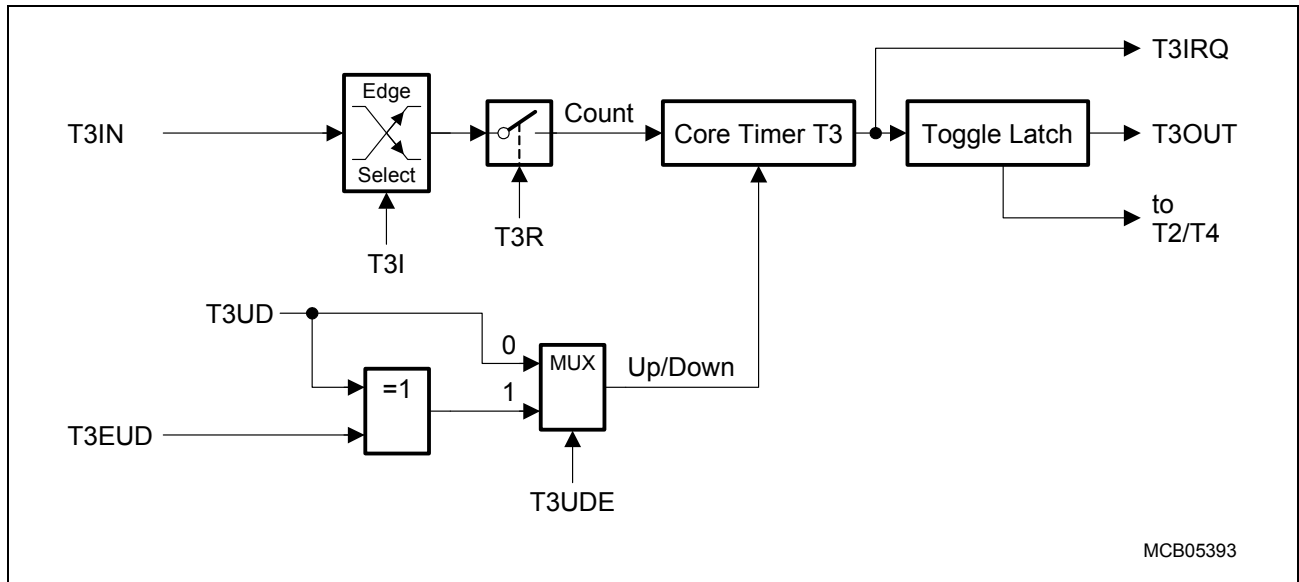 T3IRQ
Edge
Count
T3IN
Core Timer T3
Toggle Latch
T3OUT
Select
to
T2/T4
T3R
T3I
T3UD
0
MUX
Up/Down
=1
1
T3EUD
T3UDE
MCB05393